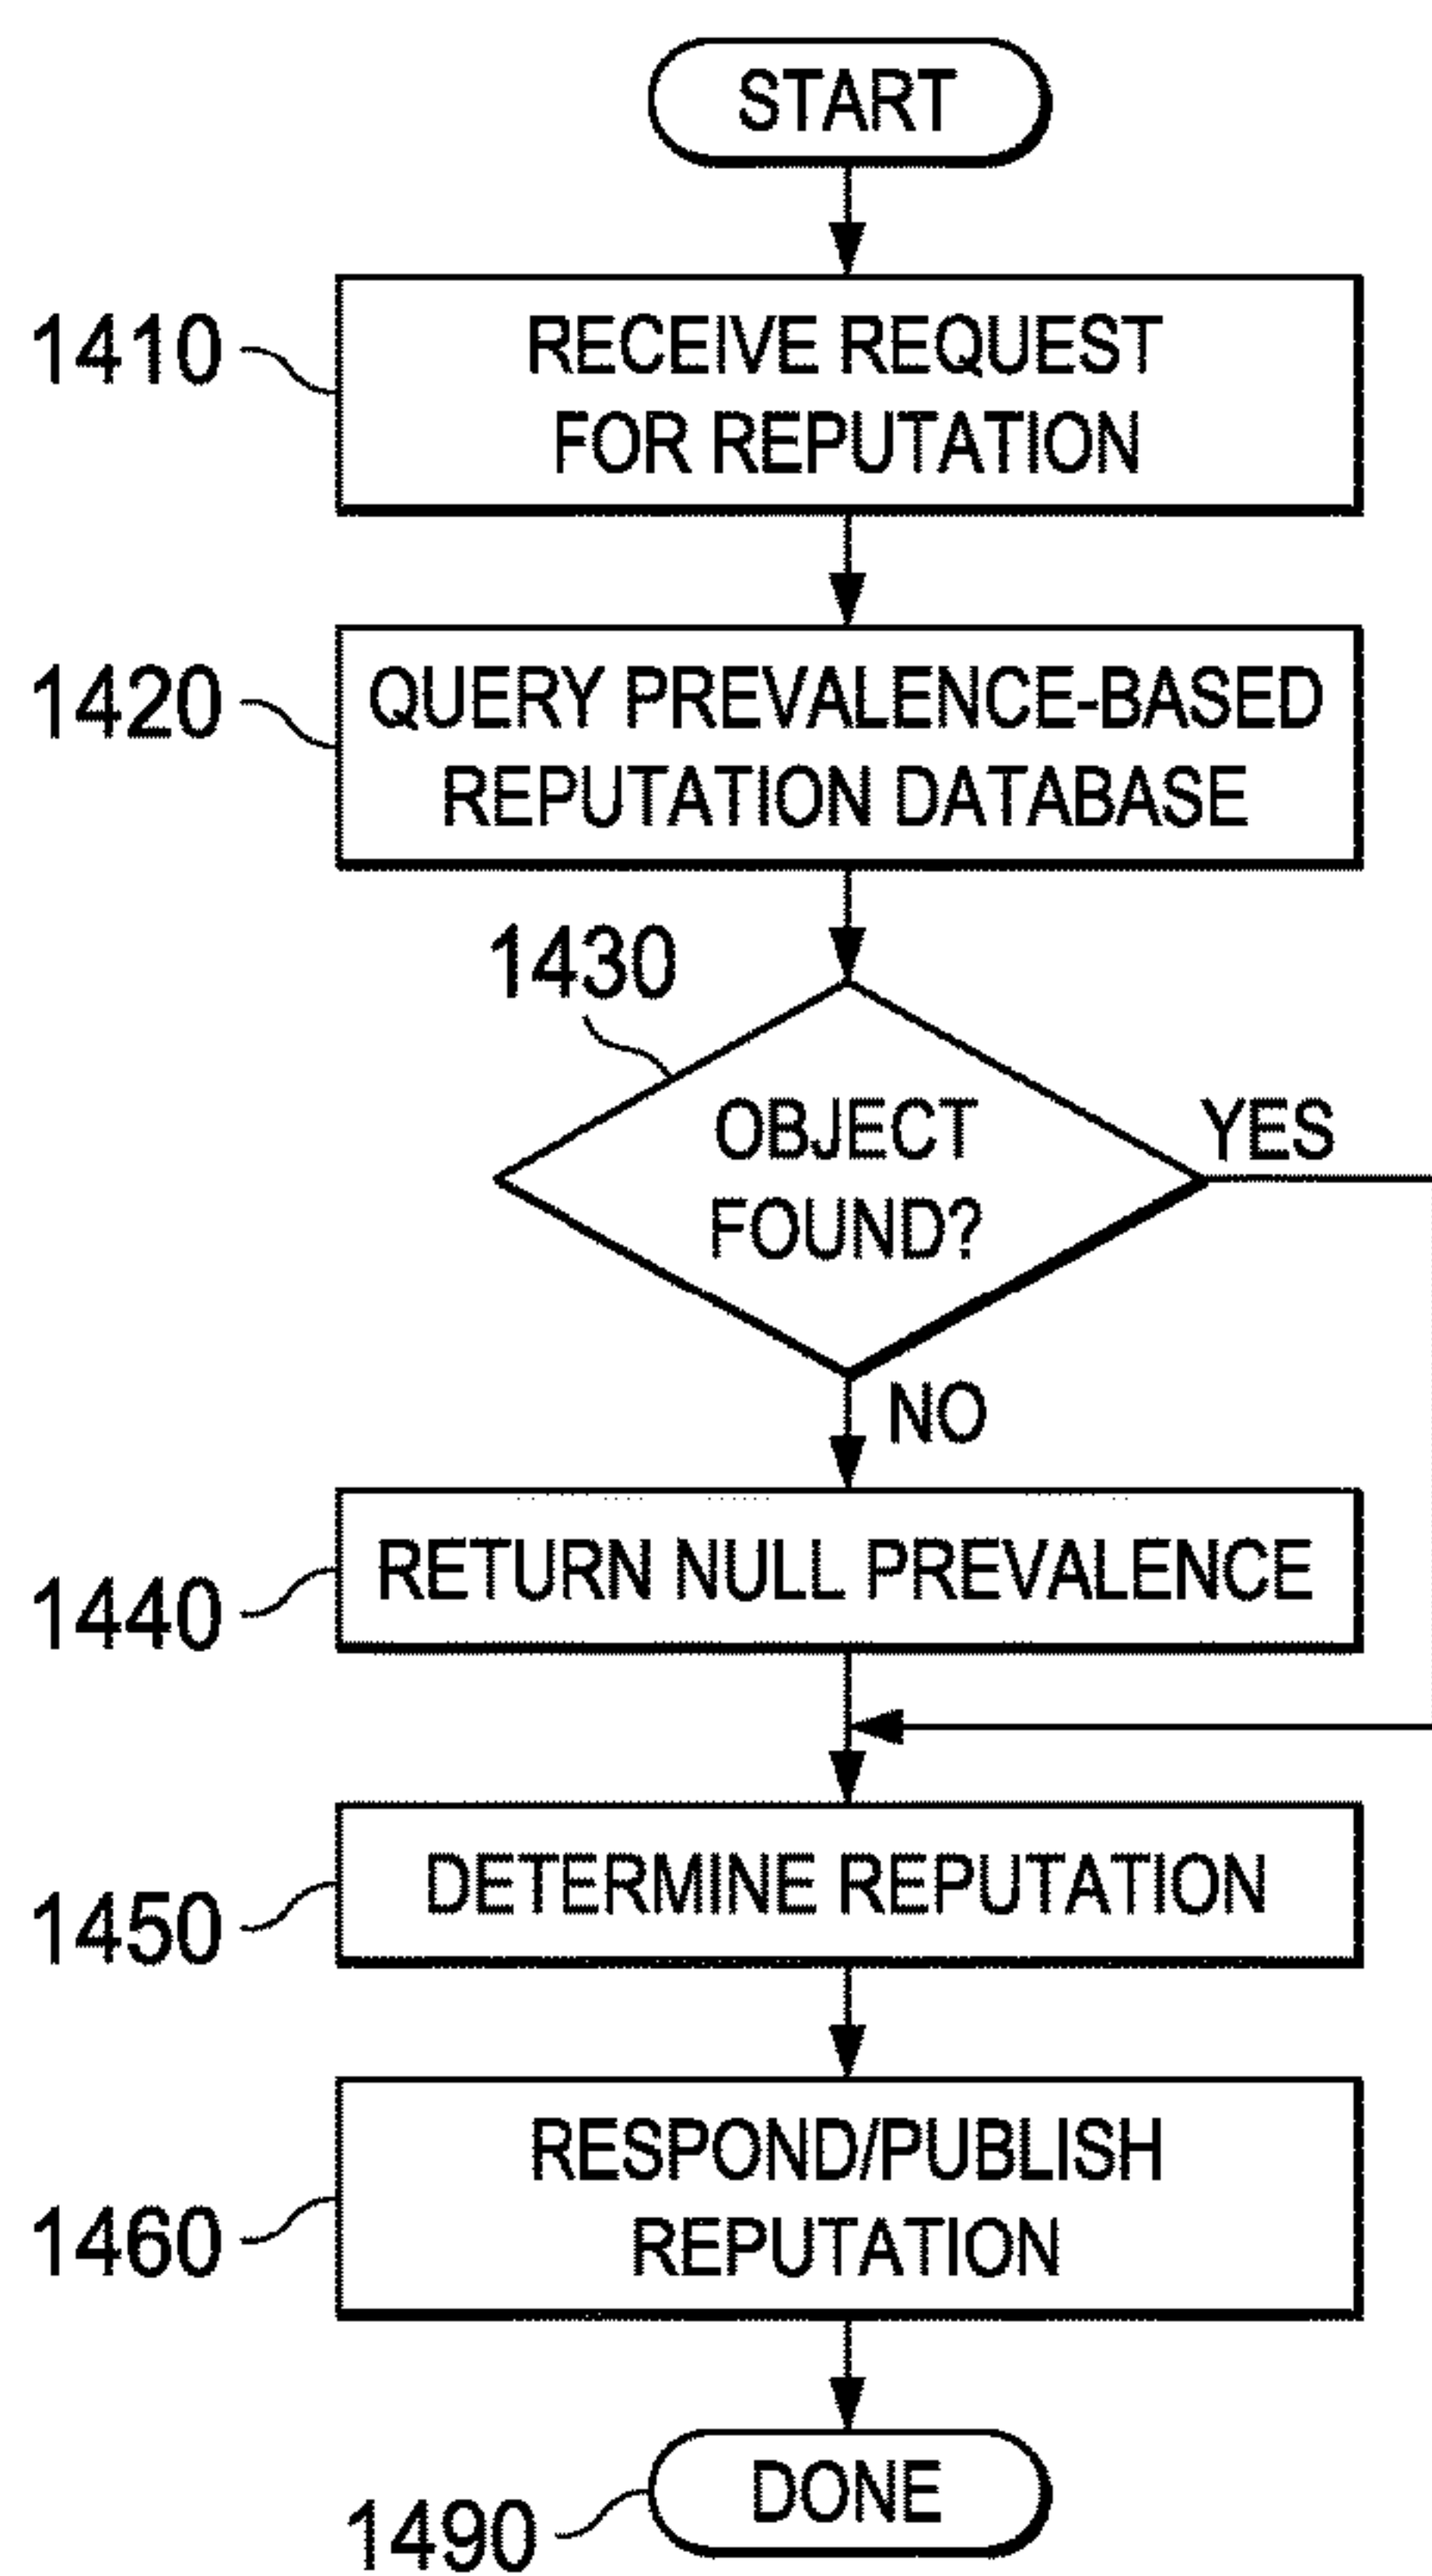 START
1410
RECEIVE REQUEST
FOR REPUTATION
1420
QUERY PREVALENCE-BASED
REPUTATION DATABASE
1430
OBJECT
FOUND?
YES
NO
1440
RETURN NULL PREVALENCE
1450
DETERMINE REPUTATION
1460
RESPOND/PUBLISH
REPUTATION
1490
DONE